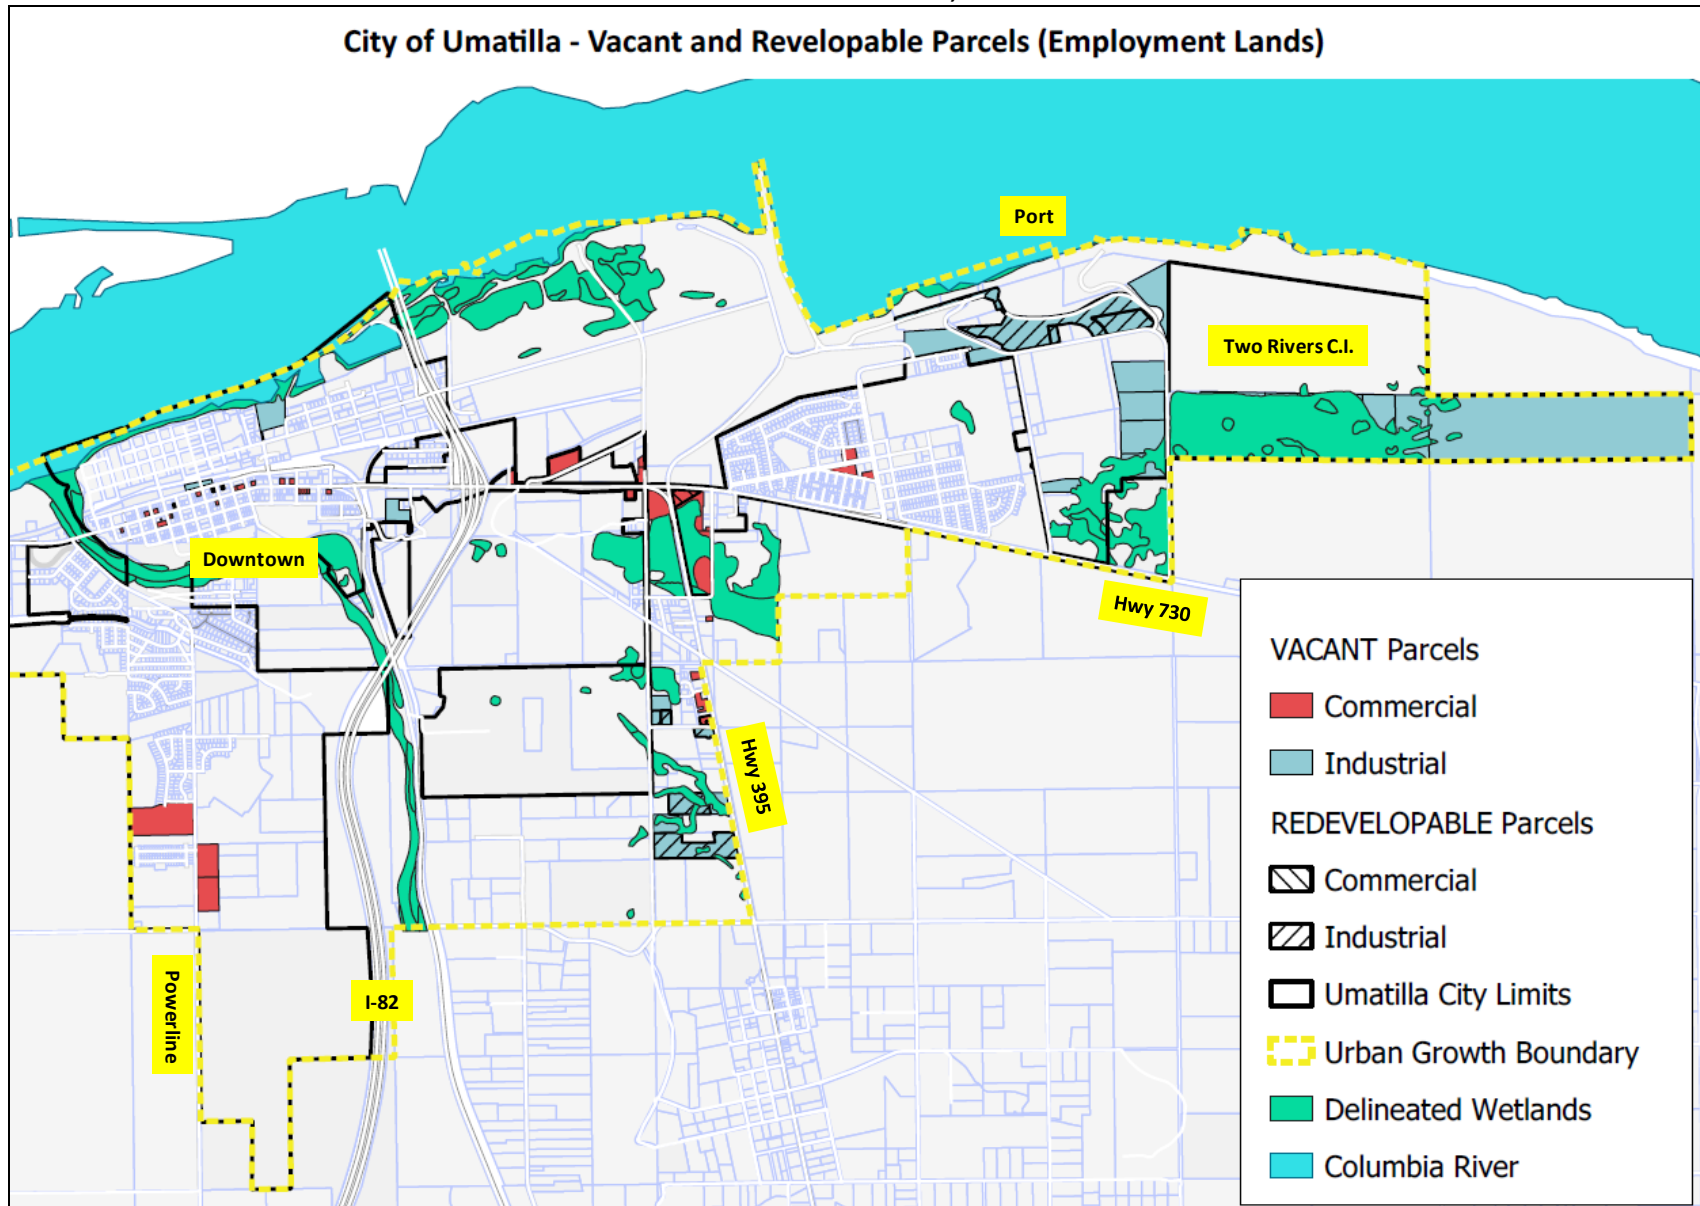 City of Umatilla - Vacant and Revelopable Parcels (Employment Lands)
Port
Two Rivers C.I.
Downtown
Hwy 730
Hwy 395
Powerline
I-82
VACANT Parcels
Commercial
Industrial
REDEVELOPABLE Parcels
Commercial
Industrial
Umatilla City Limits
Urban Growth Boundary
Delineated Wetlands
Columbia River